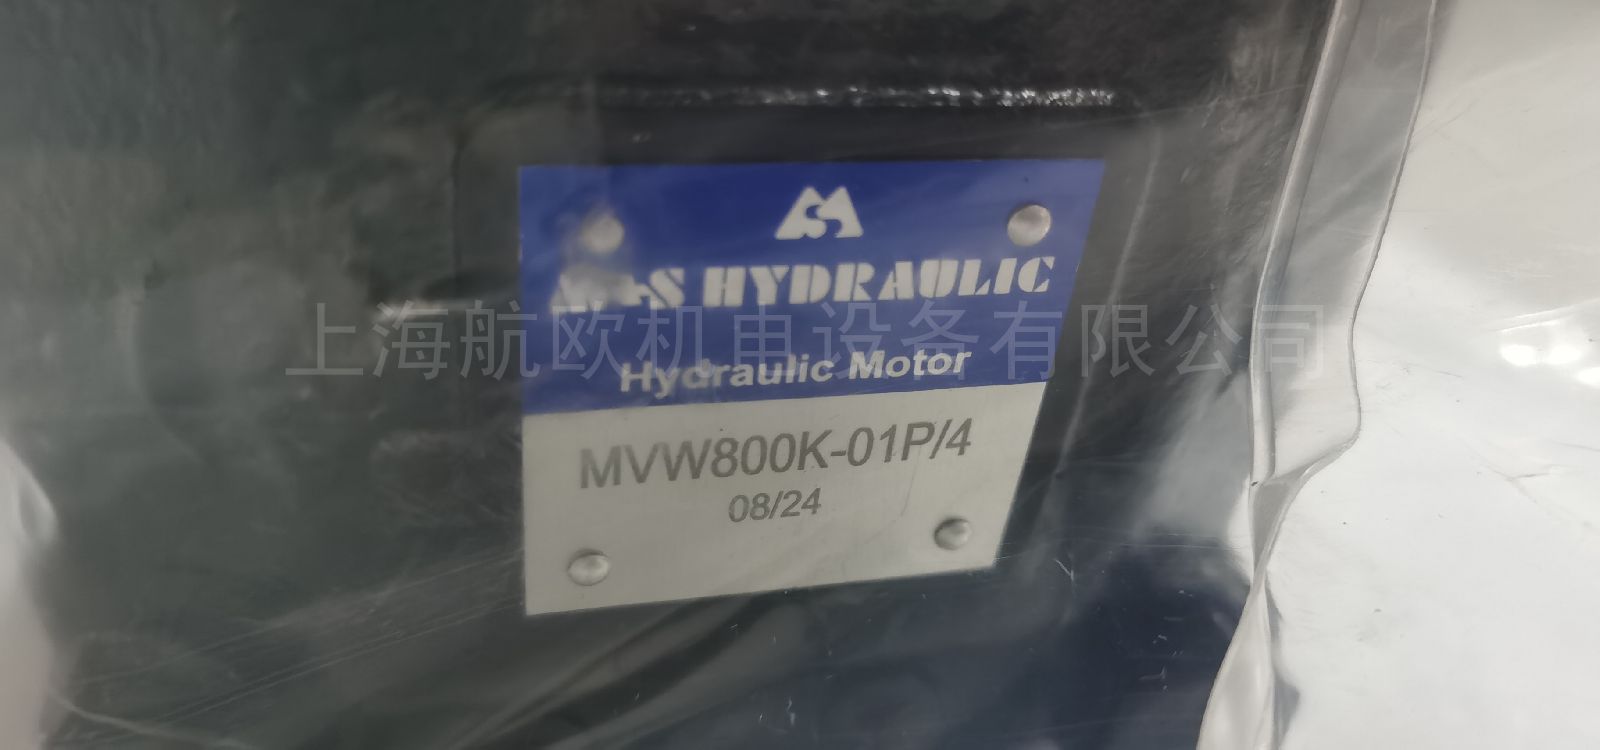 M+S HYDRAULIC
上海航欧机电设备有限公司
Hydraulic Motor
MVW800K-01P/4
08/24